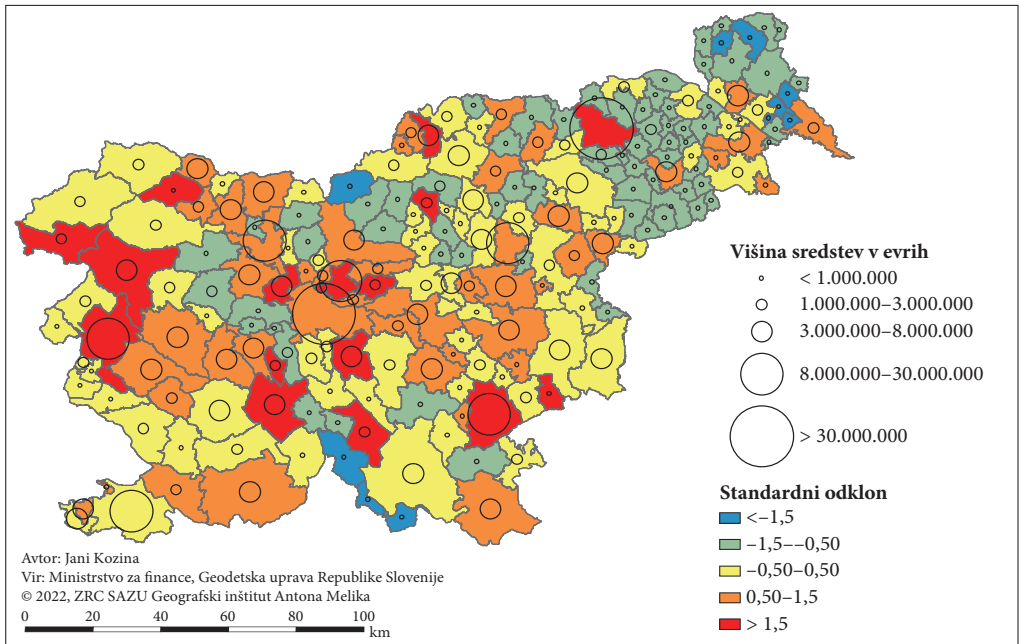 Višina sredstev v evrih
< 1.000.000
1.000.000–3.000.000
3.000.000–8.000.000
8.000.000–30.000.000
> 30.000.000
Standardni odklon
<–1,5
–1,5––0,50
–0,50–0,50
0,50–1,5
> 1,5
Avtor: Jani Kozina
Vir: Ministrstvo za finance, Geodetska uprava Republike Slovenije
© 2022, ZRC SAZU Geografski inštitut Antona Melika
0 20 40 60 80 100
km